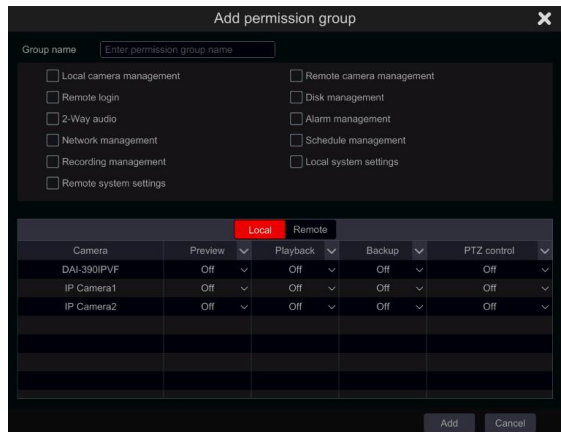 Add permission group
Group name Enter permission group name
Local camera management Remote camera management
Remote login Disk management
2-Way audio Alarm management
Network management Schedule management
Recording management Local system settings
Remote system settings
Local Remote
Camera Preview Playback Backup PTZ control
DAI-390IPVF Off Off Off Off
IP Camera1 Off Off Off Off
IP Camera2 Off Off Off Off
Add Cancel